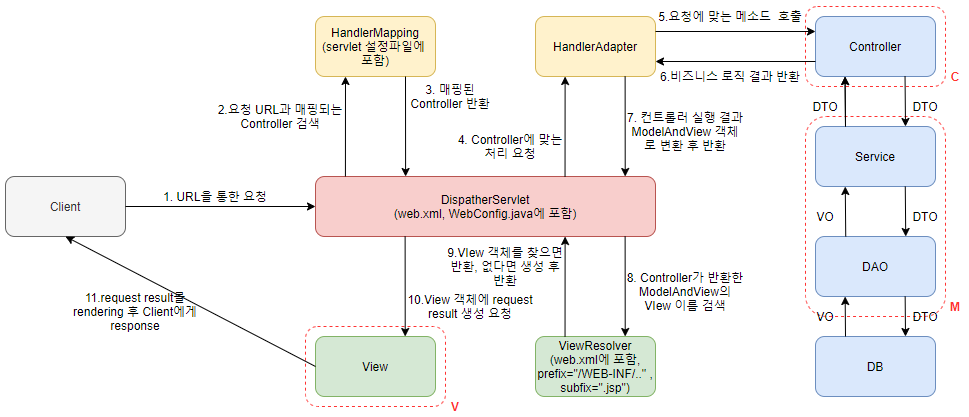 HandlerMapping
(servlet 설정파일에
포함)
HandlerAdapter
5.요청에 맞는 메소드 호출
Controller
6.비즈니스 로직 결과 반환
C
2.요청 URL과 매핑되는
Controller 검색
3. 매핑된
Controller 반환
4. Controller에 맞는
처리 요청
7. 컨트롤러 실행 결과
ModelAndView 객체
로 변환 후 반환
DTO
DTO
Service
Client
1. URL을 통한 요청
DispatherServlet
(web.xml, WebConfig.java에 포함)
VO
DTO
DAO
9.VIew 객체를 찾으면
반환, 없다면 생성 후
반환
8. Controller가 반환한
ModelAndView의
VIew 이름 검색
10.View 객체에 request
result 생성 요청
11.request result를
rendering 후 Client에게
response
M
VO
DTO
View
V
ViewResolver
(web.xml에 포함,
prefix="/WEB-INF/.." ,
subfix=".jsp")
DB